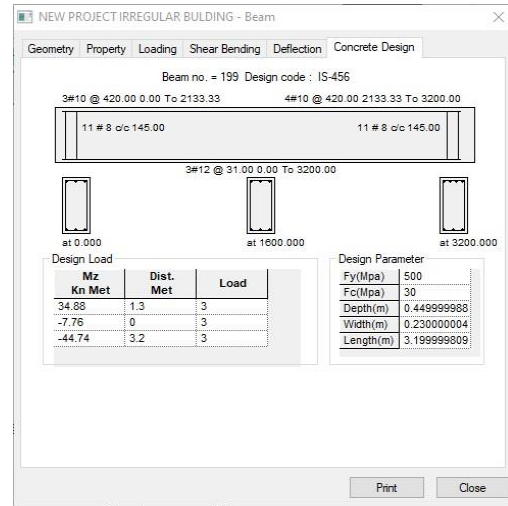 NEW PROJECT IRREGULAR BULDING - Beam
Geometry Property Loading Shear Bending Deflection Concrete Design
Beam no. = 199 Design code : IS-456
3#10 @ 420.00 0.00 To 2133.33 4#10 @ 420.00 2133.33 To 3200.00
11 # 8 c/c 145.00 11 # 8 c/c 145.00
3#12 @ 31.00 0.00 To 3200.00
at 0.000 at 1600.000 at 3200.000
Design Load Design Parameter
Mz Kn Met Dist. Met Load
34.88 1.3 3
-7.76 0 3
-44.74 3.2 3
Fy(Mpa) 500
Fc(Mpa) 30
Depth(m) 0.449999988
Width(m) 0.230000004
Length(m) 3.199999809
Print Close